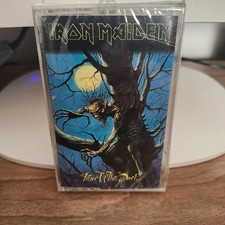 IRON MAIDEN
Fear Of The Dark